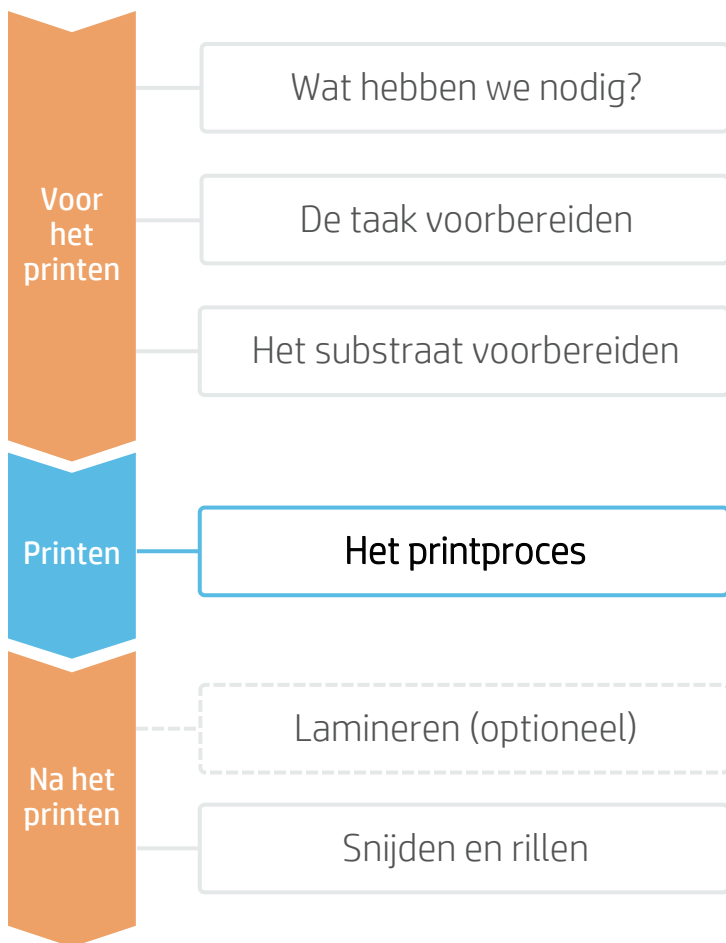 Voor
het
printen
Wat hebben we nodig?
De taak voorbereiden
Het substraat voorbereiden
Printen
Het printproces
Na het
printen
Lamineren (optioneel)
Snijden en rillen